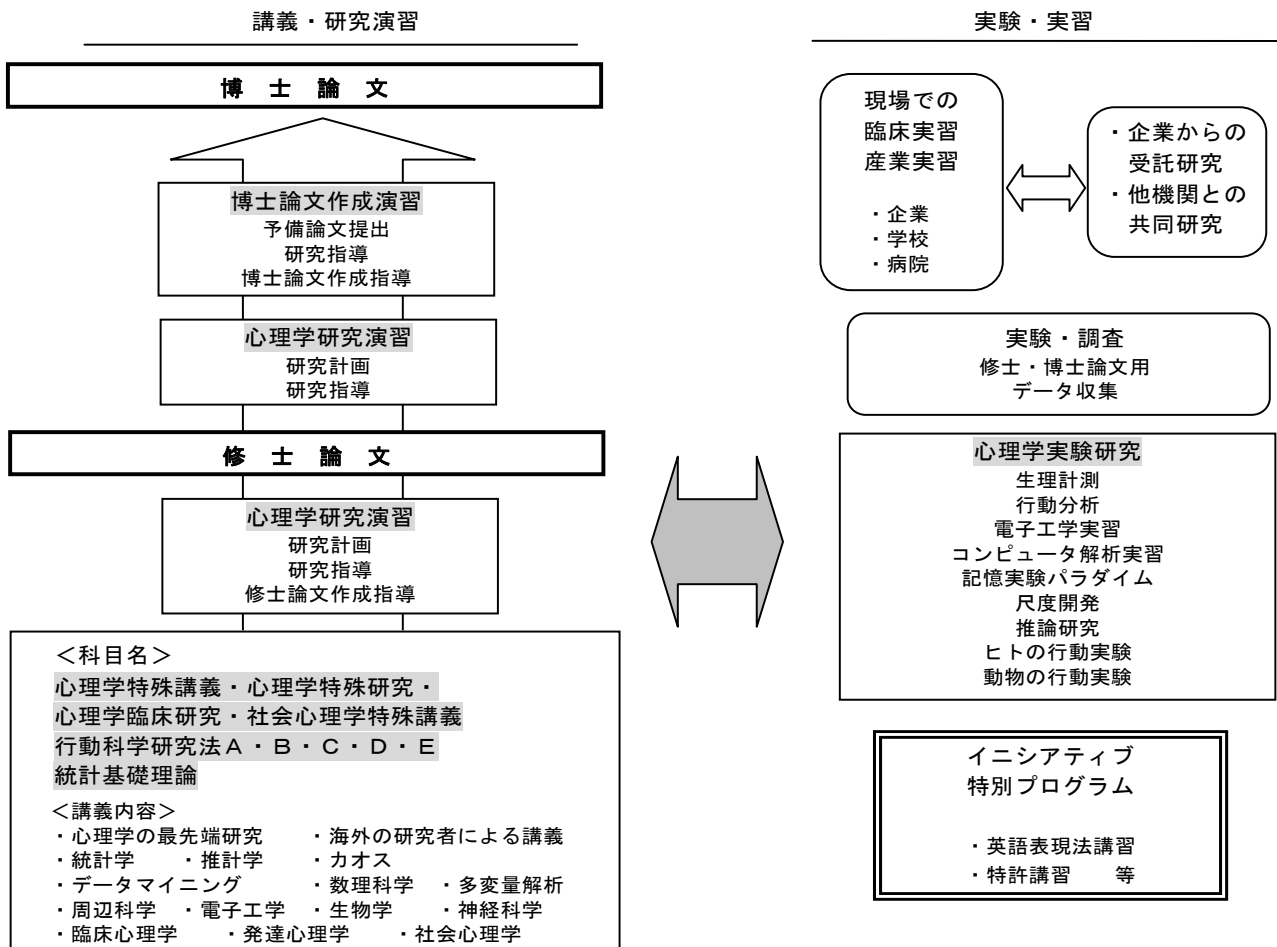 講義・研究演習
博士論文
博士論文作成演習
予備論文提出
研究指導
博士論文作成指導
心理学研究演習
研究計画
研究指導
修士論文
心理学研究演習
研究計画
研究指導
修士論文作成指導
＜科目名＞
心理学特殊講義・心理学特殊研究・
心理学臨床研究・社会心理学特殊講義
行動科学研究法Ａ・Ｂ・Ｃ・Ｄ・Ｅ
統計基礎理論
＜講義内容＞
・心理学の最先端研究　・海外の研究者による講義
・統計学　・推計学　・カオス
・データマイニング　・数理科学　・多変量解析
・周辺科学　・電子工学　・生物学　・神経科学
・臨床心理学　・発達心理学　・社会心理学
実験・実習
現場での
臨床実習
産業実習
・企業
・学校
・病院
・企業からの
受託研究
・他機関との
共同研究
実験・調査
修士・博士論文用
データ収集
心理学実験研究
生理計測
行動分析
電子工学実習
コンピュータ解析実習
記憶実験パラダイム
尺度開発
推論研究
ヒトの行動実験
動物の行動実験
イニシアティブ
特別プログラム
・英語表現法講習
・特許講習　等